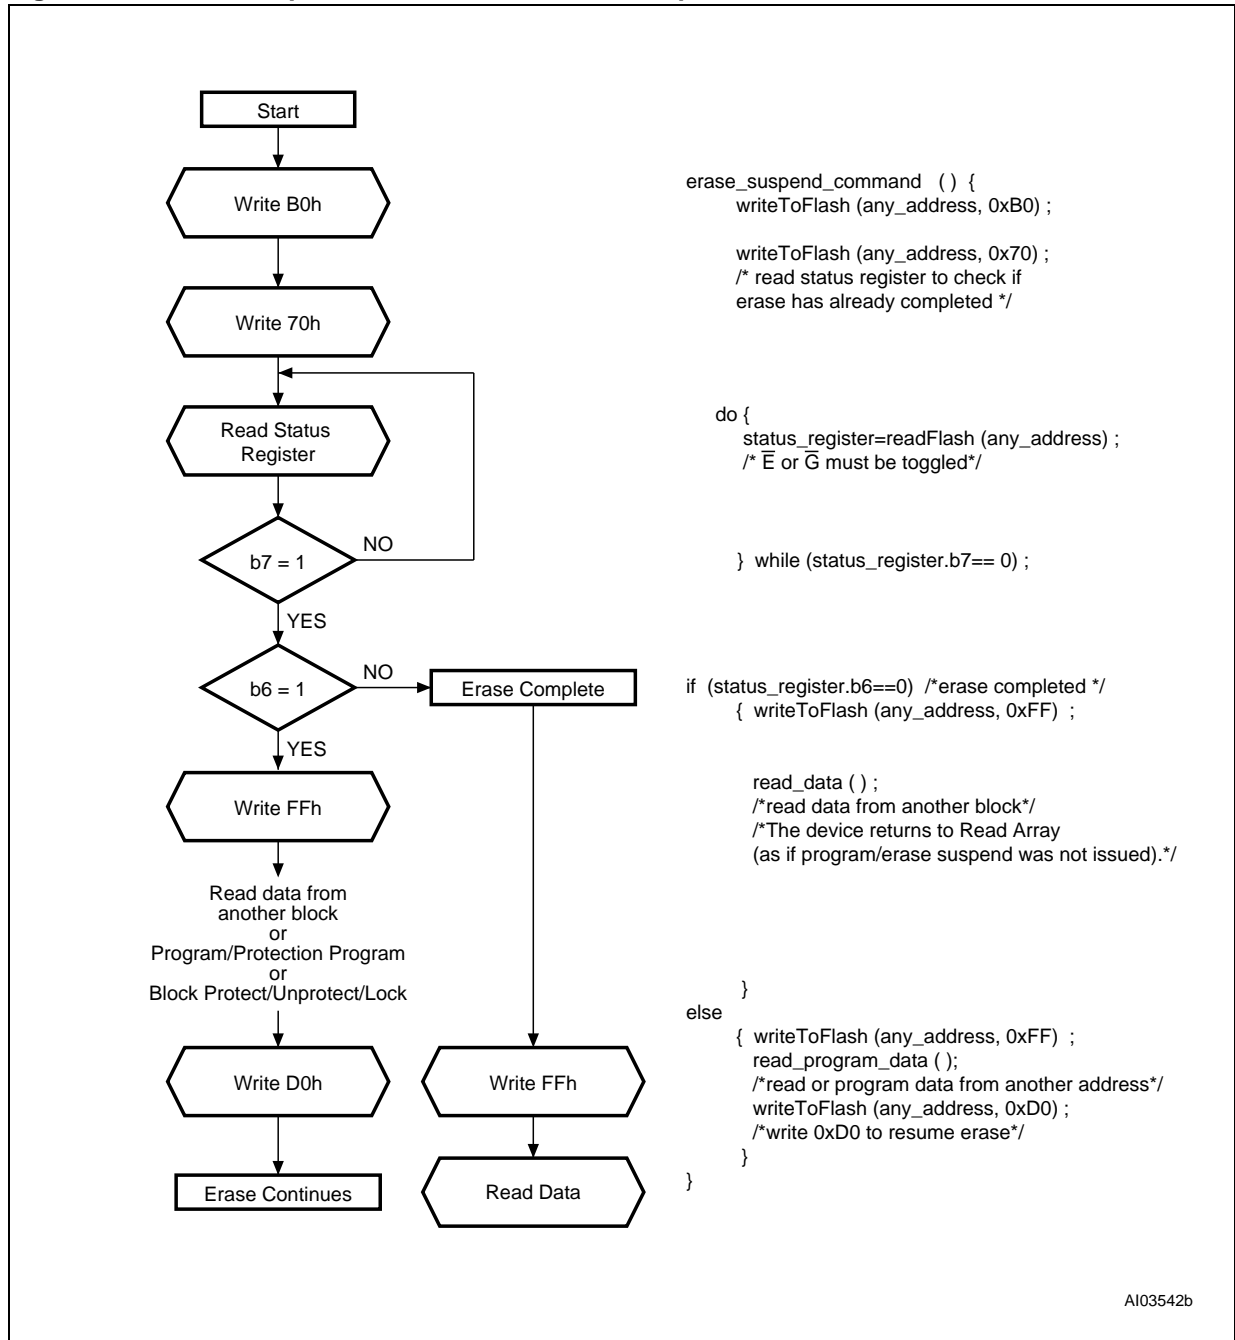 Start
Write B0h
Write 70h
Read Status
Register
b7 = 1
NO
YES
b6 = 1
NO
Erase Complete
YES
Write FFh
Read data from
another block
or
Program/Protection Program
or
Block Protect/Unprotect/Lock
Write D0h
Erase Continues
Write FFh
Read Data
erase_suspend_command ( ) {
writeToFlash (any_address, 0xB0) ;
writeToFlash (any_address, 0x70) ;
/* read status register to check if
erase has already completed */
do {
status_register=readFlash (any_address) ;
/* E̅ or G̅ must be toggled*/
} while (status_register.b7== 0) ;
if (status_register.b6==0) /*erase completed */
{ writeToFlash (any_address, 0xFF) ;
read_data ( ) ;
/*read data from another block*/
/*The device returns to Read Array
(as if program/erase suspend was not issued).*/
}
else
{ writeToFlash (any_address, 0xFF) ;
read_program_data ( );
/*read or program data from another address*/
writeToFlash (any_address, 0xD0) ;
/*write 0xD0 to resume erase*/
}
}
AI03542b